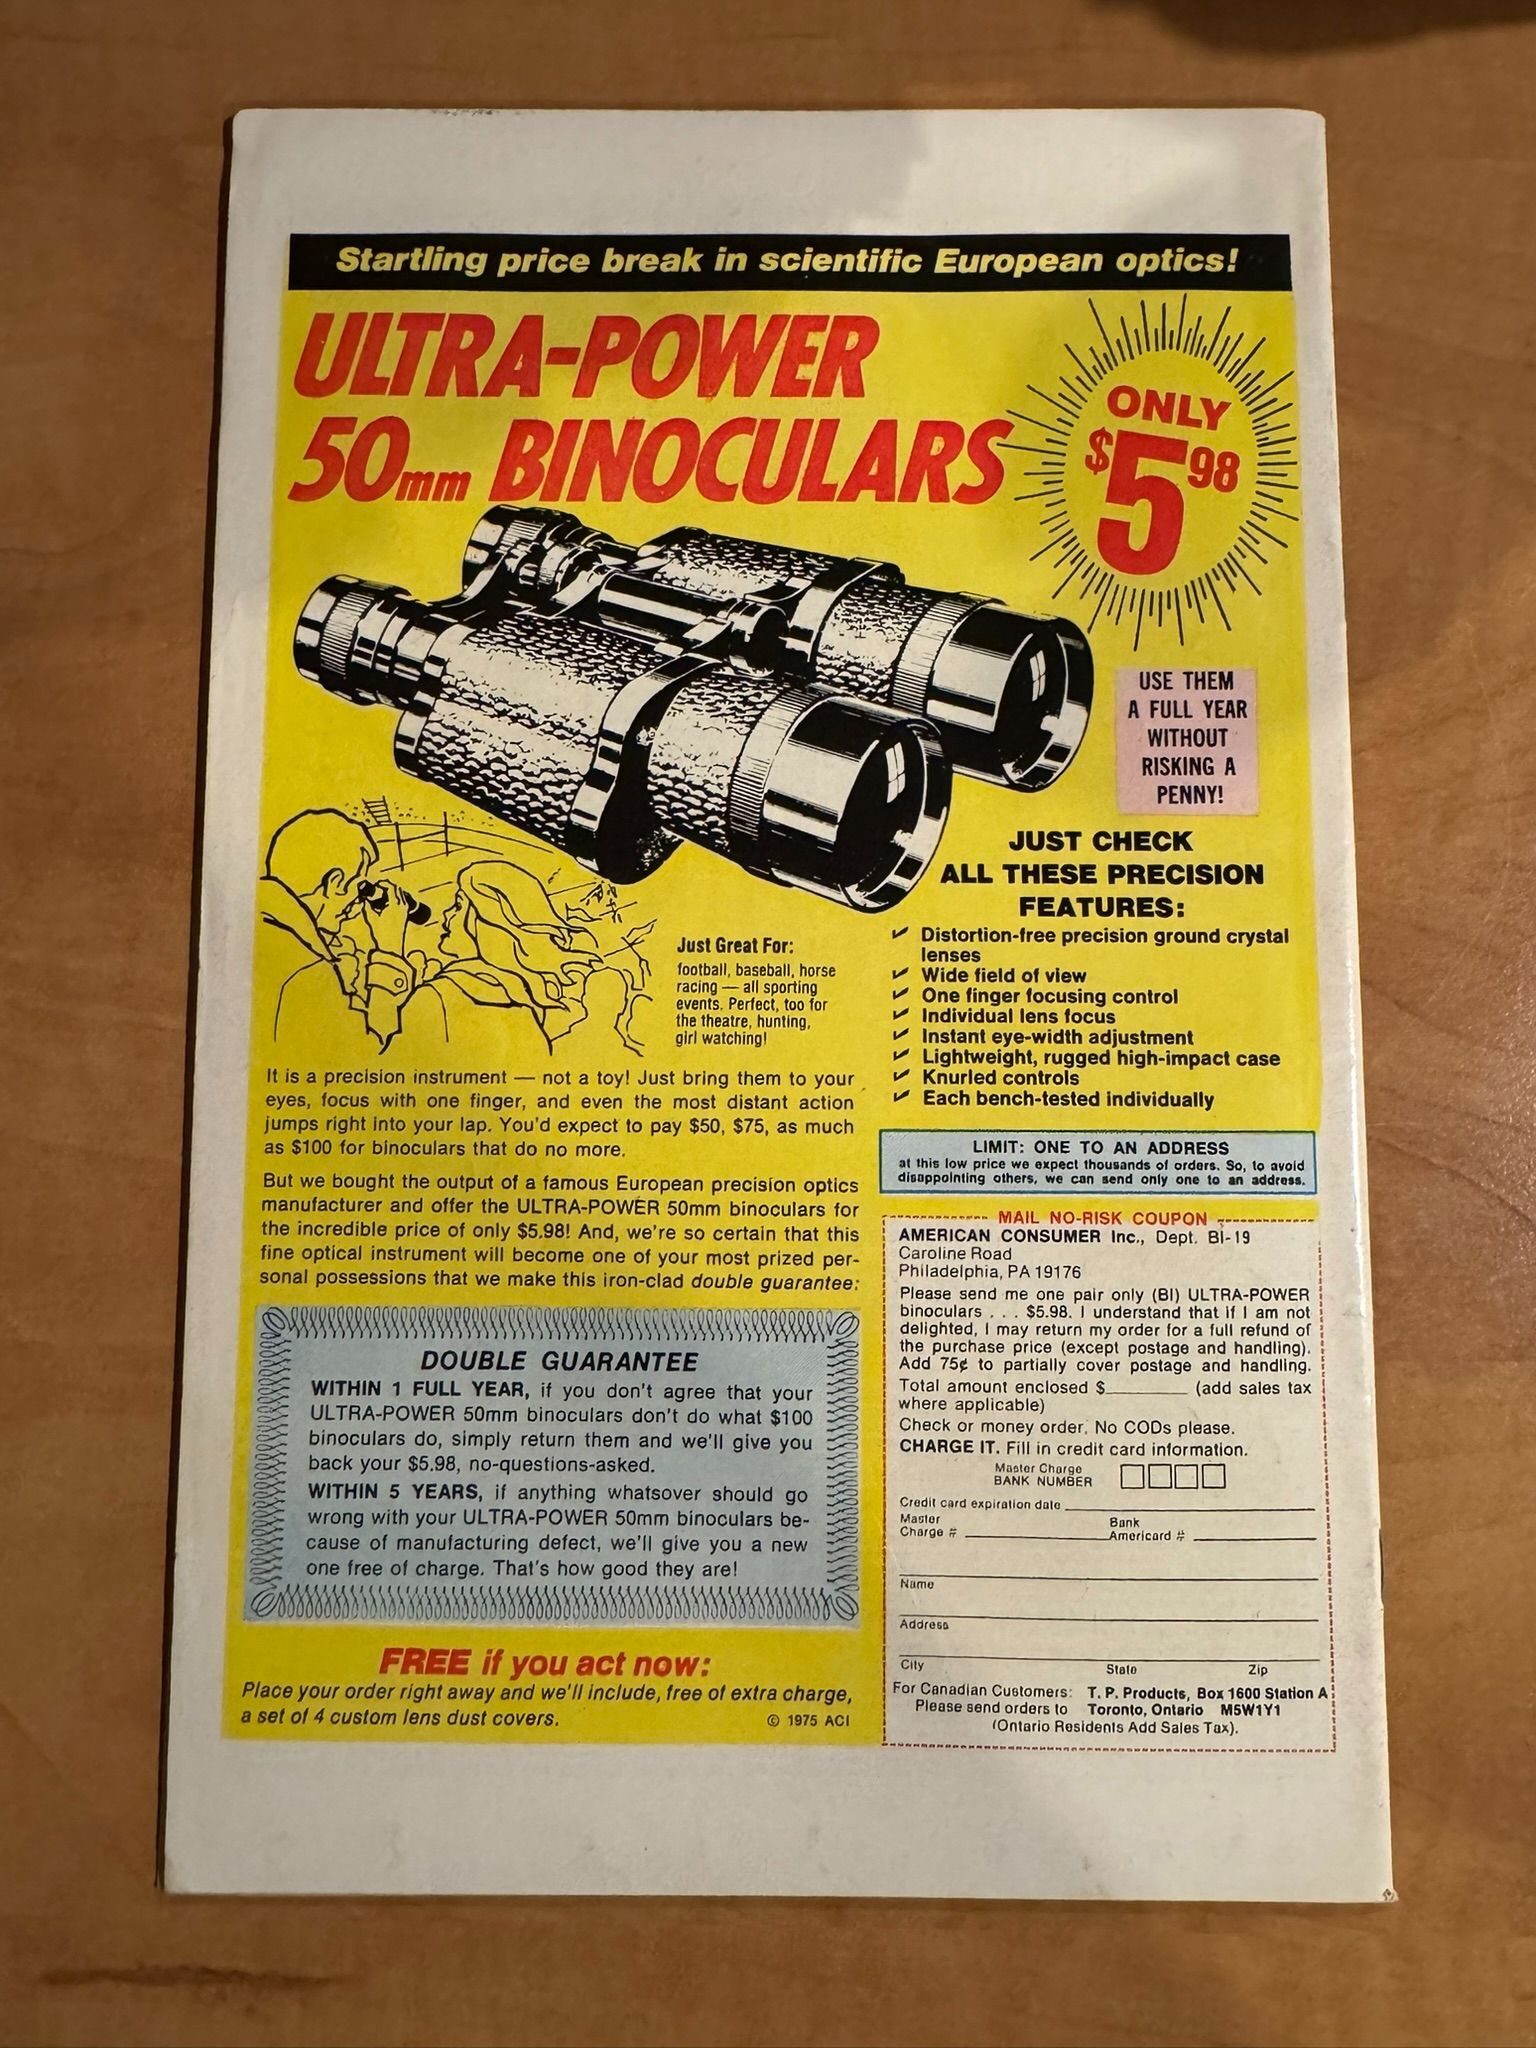 Startling price break in scientific European optics!
ULTRA-POWER
50mm BINOCULARS
ONLY
$5.98
USE THEM
A FULL YEAR
WITHOUT
RISKING A
PENNY!
JUST CHECK
ALL THESE PRECISION
FEATURES:
✓ Distortion-free precision ground crystal
lenses
✓ Wide field of view
✓ One finger focusing control
✓ Individual lens focus
✓ Instant eye-width adjustment
✓ Lightweight, rugged high-impact case
✓ Knurled controls
✓ Each bench-tested individually
Just Great For:
football, baseball, horse
racing — all sporting
events. Perfect, too for
the theatre, hunting,
girl watching!
It is a precision instrument — not a toy! Just bring them to your
eyes, focus with one finger, and even the most distant action
jumps right into your lap. You'd expect to pay $50, $75, as much
as $100 for binoculars that do no more.
But we bought the output of a famous European precision optics
manufacturer and offer the ULTRA-POWER 50mm binoculars for
the incredible price of only $5.98! And, we're so certain that this
fine optical instrument will become one of your most prized per-
sonal possessions that we make this iron-clad double guarantee:
DOUBLE GUARANTEE
WITHIN 1 FULL YEAR, if you don't agree that your
ULTRA-POWER 50mm binoculars don't do what $100
binoculars do, simply return them and we'll give you
back your $5.98, no-questions-asked.
WITHIN 5 YEARS, if anything whatsover should go
wrong with your ULTRA-POWER 50mm binoculars be-
cause of manufacturing defect, we'll give you a new
one free of charge. That's how good they are!
FREE if you act now:
Place your order right away and we'll include, free of extra charge,
a set of 4 custom lens dust covers.
© 1975 ACI
LIMIT: ONE TO AN ADDRESS
at this low price we expect thousands of orders. So, to avoid
disappointing others, we can send only one to an address.
MAIL NO-RISK COUPON
AMERICAN CONSUMER Inc., Dept. BI-19
Caroline Road
Philadelphia, PA 19176
Please send me one pair only (BI) ULTRA-POWER
binoculars . . . $5.98. I understand that if I am not
delighted, I may return my order for a full refund of
the purchase price (except postage and handling).
Add 75¢ to partially cover postage and handling.
Total amount enclosed $________ (add sales tax
where applicable)
Check or money order. No CODs please.
CHARGE IT. Fill in credit card information.
Master Charge
BANK NUMBER
Credit card expiration date
Master Bank
Charge # Americard #
Name
Address
City State Zip
For Canadian Customers: T. P. Products, Box 1600 Station A
Please send orders to Toronto, Ontario M5W1Y1
(Ontario Residents Add Sales Tax).